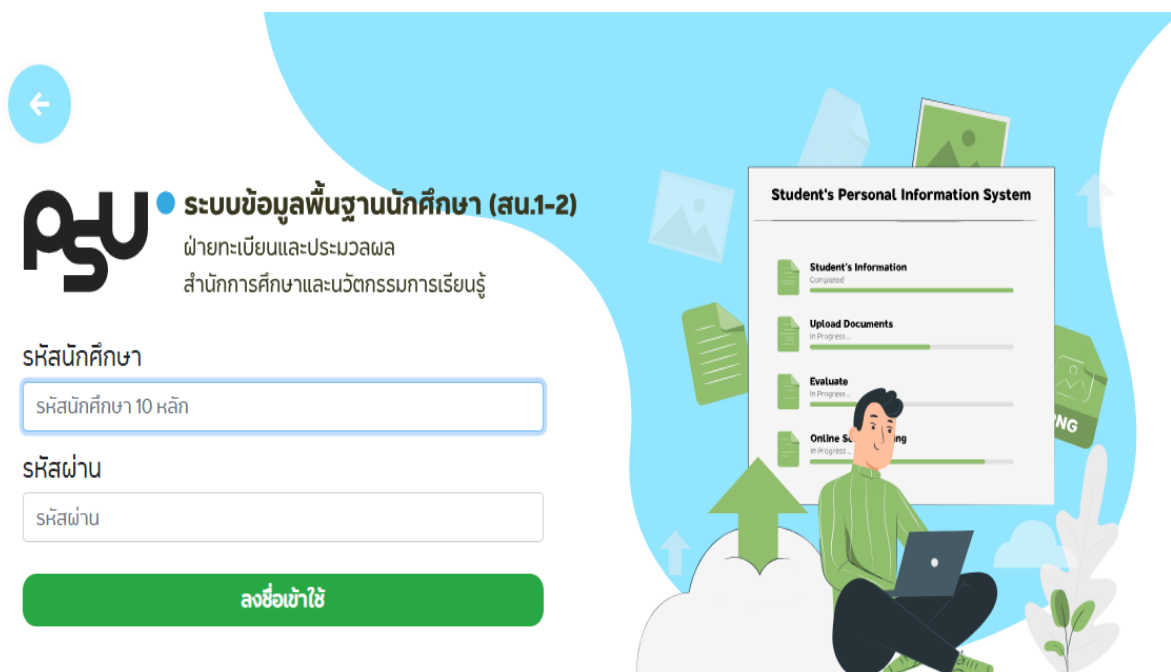 PSU
ระบบข้อมูลพื้นฐานนักศึกษา (สน.1-2)
ฝ่ายทะเบียนและประมวลผล
สำนักการศึกษาและนวัตกรรมการเรียนรู้
รหัสนักศึกษา
รหัสนักศึกษา 10 หลัก
รหัสผ่าน
รหัสผ่าน
ลงชื่อเข้าใช้
Student's Personal Information System
Student's Information
Completed
Upload Documents
In Progress ...
Evaluate
In Progress ...
Online
In Progress ...
NG